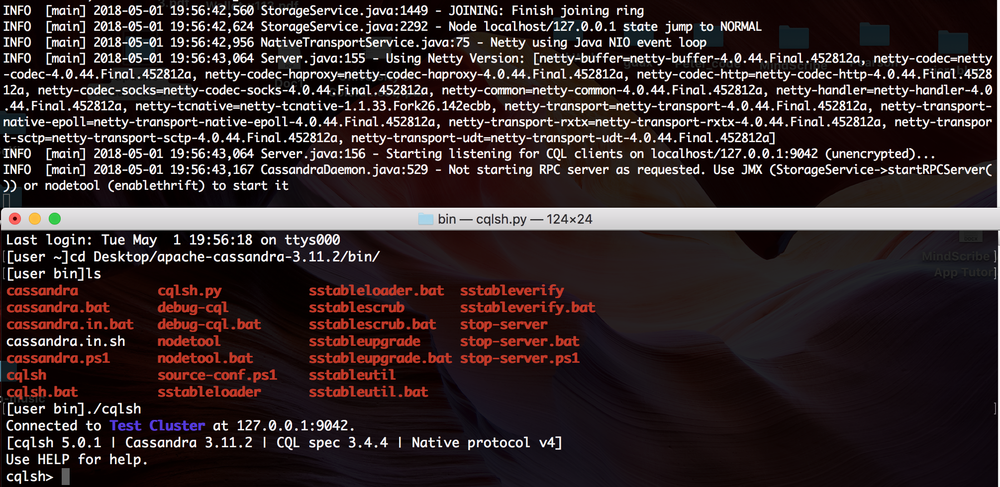 3.pdf Wallet-v113.pdf
INFO  [main] 2018-05-01 19:56:42,560 StorageService.java:1449 - JOINING: Finish joining ring
INFO  [main] 2018-05-01 19:56:42,624 StorageService.java:2292 - Node localhost/127.0.0.1 state jump to NORMAL
INFO  [main] 2018-05-01 19:56:42,956 NativeTransportService.java:75 - Netty using Java NIO event loop
INFO  [main] 2018-05-01 19:56:43,064 Server.java:155 - Using Netty Version: [netty-buffer=netty-buffer-4.0.44.Final.452812a, netty-codec=netty
-codec-4.0.44.Final.452812a, netty-codec-haproxy=netty-codec-haproxy-4.0.44.Final.452812a, netty-codec-http=netty-codec-http-4.0.44.Final.4528
12a, netty-codec-socks=netty-codec-socks-4.0.44.Final.452812a, netty-common=netty-common-4.0.44.Final.452812a, netty-handler=netty-handler-4.0
.44.Final.452812a, netty-tcnative=netty-tcnative-1.1.33.Fork26.142ecbb, netty-transport=netty-transport-4.0.44.Final.452812a, netty-transport-
native-epoll=netty-transport-native-epoll-4.0.44.Final.452812a, netty-transport-rxtx=netty-transport-rxtx-4.0.44.Final.452812a, netty-transpor
t-sctp=netty-transport-sctp-4.0.44.Final.452812a, netty-transport-udt=netty-transport-udt-4.0.44.Final.452812a]
INFO  [main] 2018-05-01 19:56:43,064 Server.java:156 - Starting listening for CQL clients on localhost/127.0.0.1:9042 (unencrypted)...
INFO  [main] 2018-05-01 19:56:43,167 CassandraDaemon.java:529 - Not starting RPC server as requested. Use JMX (StorageService->startRPCServer(
)) or nodetool (enablethrift) to start it
Peter_code
MindScribe
Pearson
microblog
Doc1
bin — cqlsh.py — 124×24
Last login: Tue May  1 19:56:18 on ttys000
[[user ~]cd Desktop/apache-cassandra-3.11.2/bin/ ]
[[user bin]ls ]
cassandra cqlsh.py sstableloader.bat sstableverify
cassandra.bat debug-cql sstablescrub sstableverify.bat
cassandra.in.bat debug-cql.bat sstablescrub.bat stop-server
cassandra.in.sh nodetool sstableupgrade stop-server.bat
cassandra.ps1 nodetool.bat sstableupgrade.bat stop-server.ps1
cqlsh source-conf.ps1 sstableutil
cqlsh.bat sstableloader sstableutil.bat
[[user bin]./cqlsh ]
Connected to Test Cluster at 127.0.0.1:9042.
[cqlsh 5.0.1 | Cassandra 3.11.2 | CQL spec 3.4.4 | Native protocol v4]
Use HELP for help.
cqlsh>
DOCX
MindScribe
App Tutor